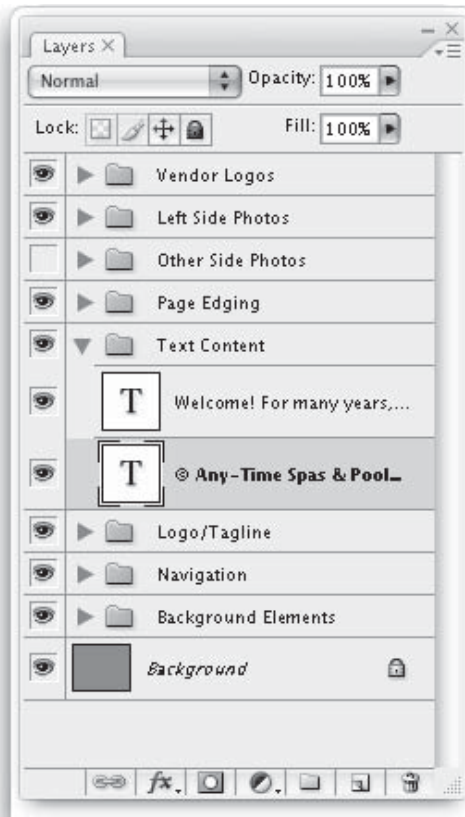 Layers
Normal Opacity: 100%
Lock: Fill: 100%
Vendor Logos
Left Side Photos
Other Side Photos
Page Edging
Text Content
T Welcome! For many years,...
T © Any-Time Spas & Pool...
Logo/Tagline
Navigation
Background Elements
Background
fx